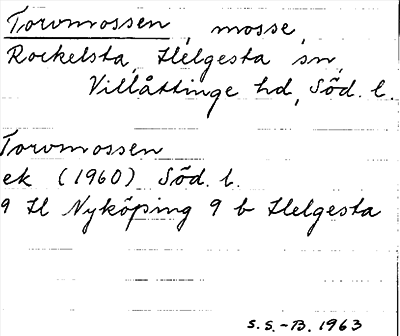 Torvmossen, mosse,
Rockelsta, Helgesta sn,
Villåttinge hd, Söd. l.
Torvmossen
ek (1960) Söd. l.
9 H Nyköping 9 b Helgesta
S.S.-B. 1963